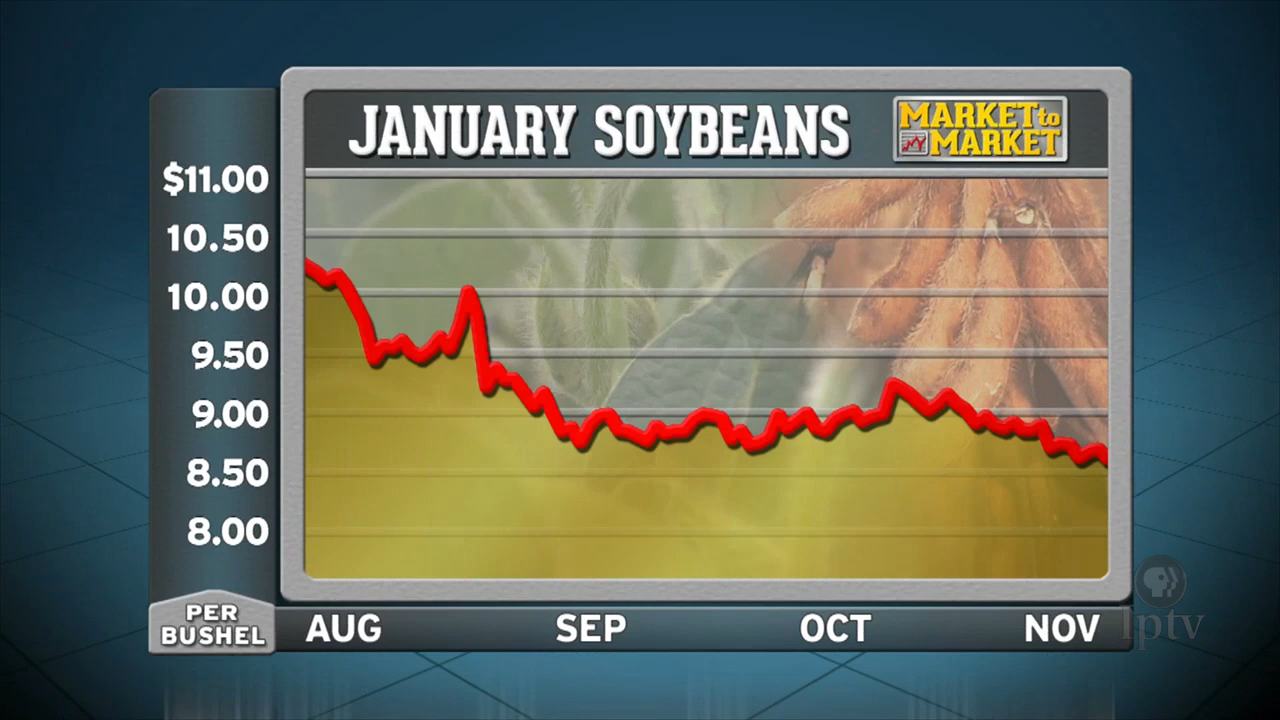 JANUARY SOYBEANS
MARKET to
MARKET
$11.00
10.50
10.00
9.50
9.00
8.50
8.00
PER
BUSHEL
AUG SEP OCT NOV
iptv